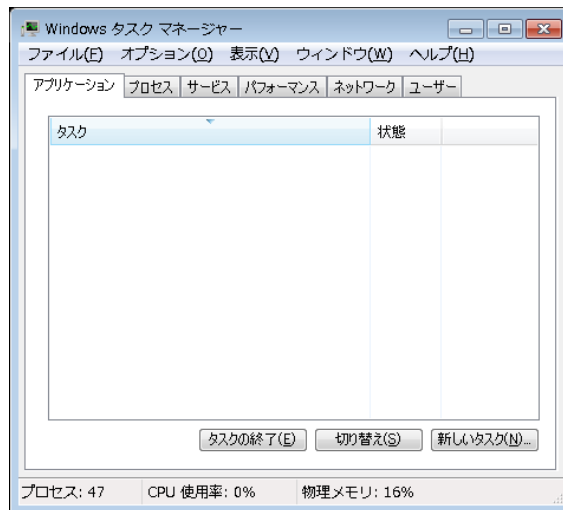 Windows タスク マネージャー
ファイル(F) オプション(O) 表示(V) ウィンドウ(W) ヘルプ(H)
アプリケーション プロセス サービス パフォーマンス ネットワーク ユーザー
タスク 状態
タスクの終了(E) 切り替え(S) 新しいタスク(N)...
プロセス: 47 CPU 使用率: 0% 物理メモリ: 16%